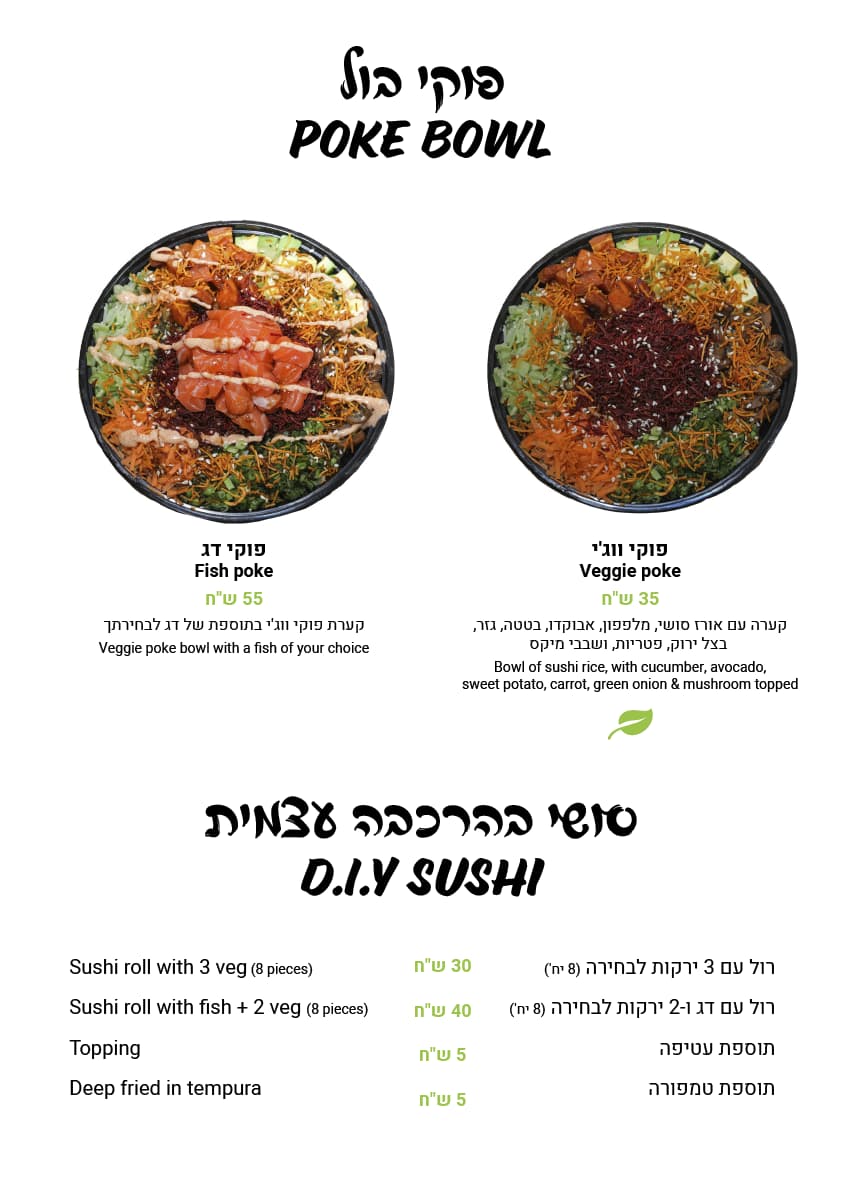 פוקי בול
POKE BOWL
פוקי דג
Fish poke
55 ש"ח
קערת פוקי ווג'י בתוספת של דג לבחירתך
Veggie poke bowl with a fish of your choice
פוקי ווג'י
Veggie poke
35 ש"ח
קערה עם אורז סושי, מלפפון, אבוקדו, בטטה, גזר,
בצל ירוק, פטריות, ושבבי מיקס
Bowl of sushi rice, with cucumber, avocado,
sweet potato, carrot, green onion & mushroom topped
סושי בהרכבה עצמית
D.I.Y SUSHI
Sushi roll with 3 veg (8 pieces) 30 ש"ח רול עם 3 ירקות לבחירה (8 יח')
Sushi roll with fish + 2 veg (8 pieces) 40 ש"ח רול עם דג ו-2 ירקות לבחירה (8 יח')
Topping 5 ש"ח תוספת עטיפה
Deep fried in tempura 5 ש"ח תוספת טמפורה